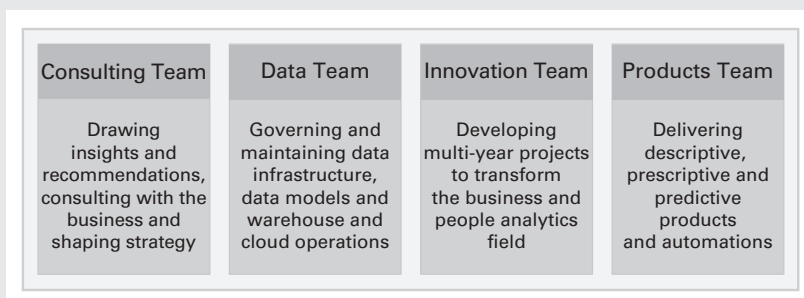 Consulting Team
Drawing
insights and
recommendations,
consulting with the
business and
shaping strategy
Data Team
Governing and
maintaining data
infrastructure,
data models and
warehouse and
cloud operations
Innovation Team
Developing
multi-year projects
to transform
the business and
people analytics
field
Products Team
Delivering
descriptive,
prescriptive and
predictive
products
and automations